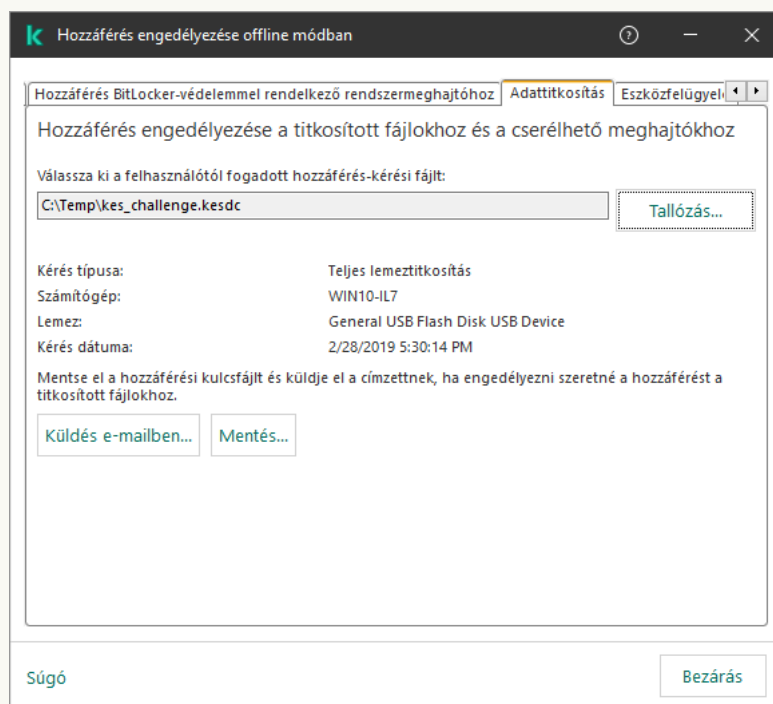 Hozzáférés engedélyezése offline módban
Hozzáférés BitLocker-védelemmel rendelkező rendszermeghajtóhoz Adattitkosítás Eszközfelügyel
Hozzáférés engedélyezése a titkosított fájlokhoz és a cserélhető meghajtókhoz
Válassza ki a felhasználótól fogadott hozzáférés-kérési fájlt:
C:\Temp\kes_challenge.kesdc
Tallózás...
Kérés típusa: Teljes lemeztitkosítás
Számítógép: WIN10-IL7
Lemez: General USB Flash Disk USB Device
Kérés dátuma: 2/28/2019 5:30:14 PM
Mentse el a hozzáférési kulcsfájlt és küldje el a címzettnek, ha engedélyezni szeretné a hozzáférést a
titkosított fájlokhoz.
Küldés e-mailben... Mentés...
Súgó Bezárás